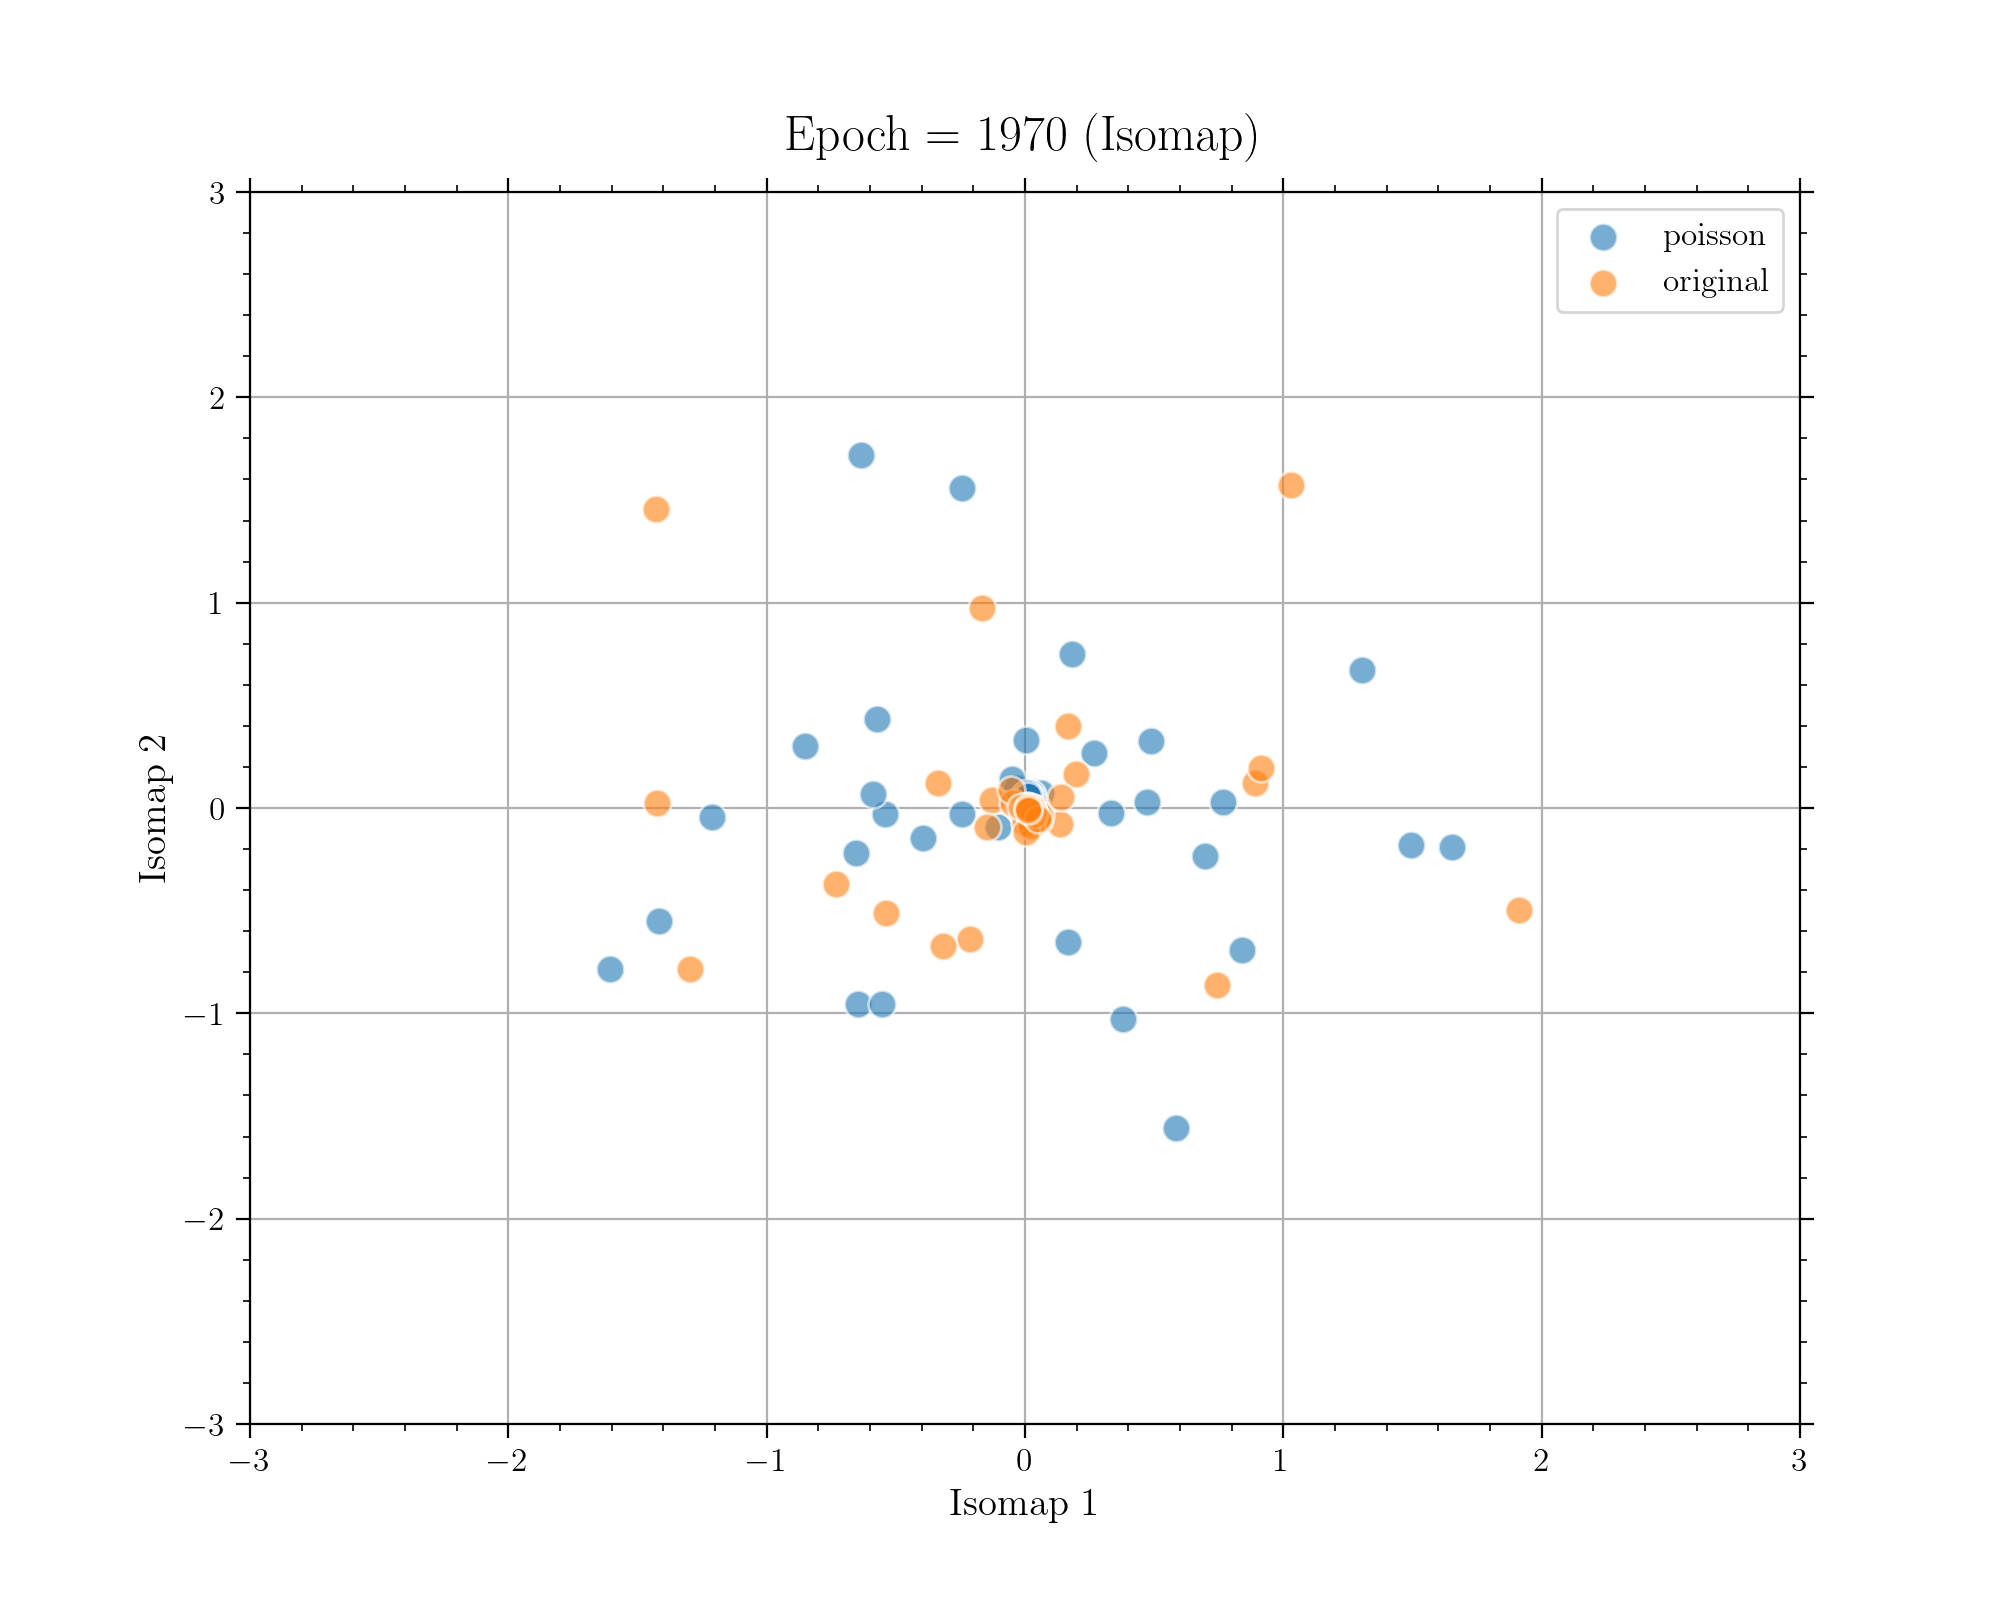 Epoch = 1970 (Isomap)
poisson
original
3
2
1
0
−1
−2
−3
Isomap 2
−3
−2
−1
0
1
2
3
Isomap 1